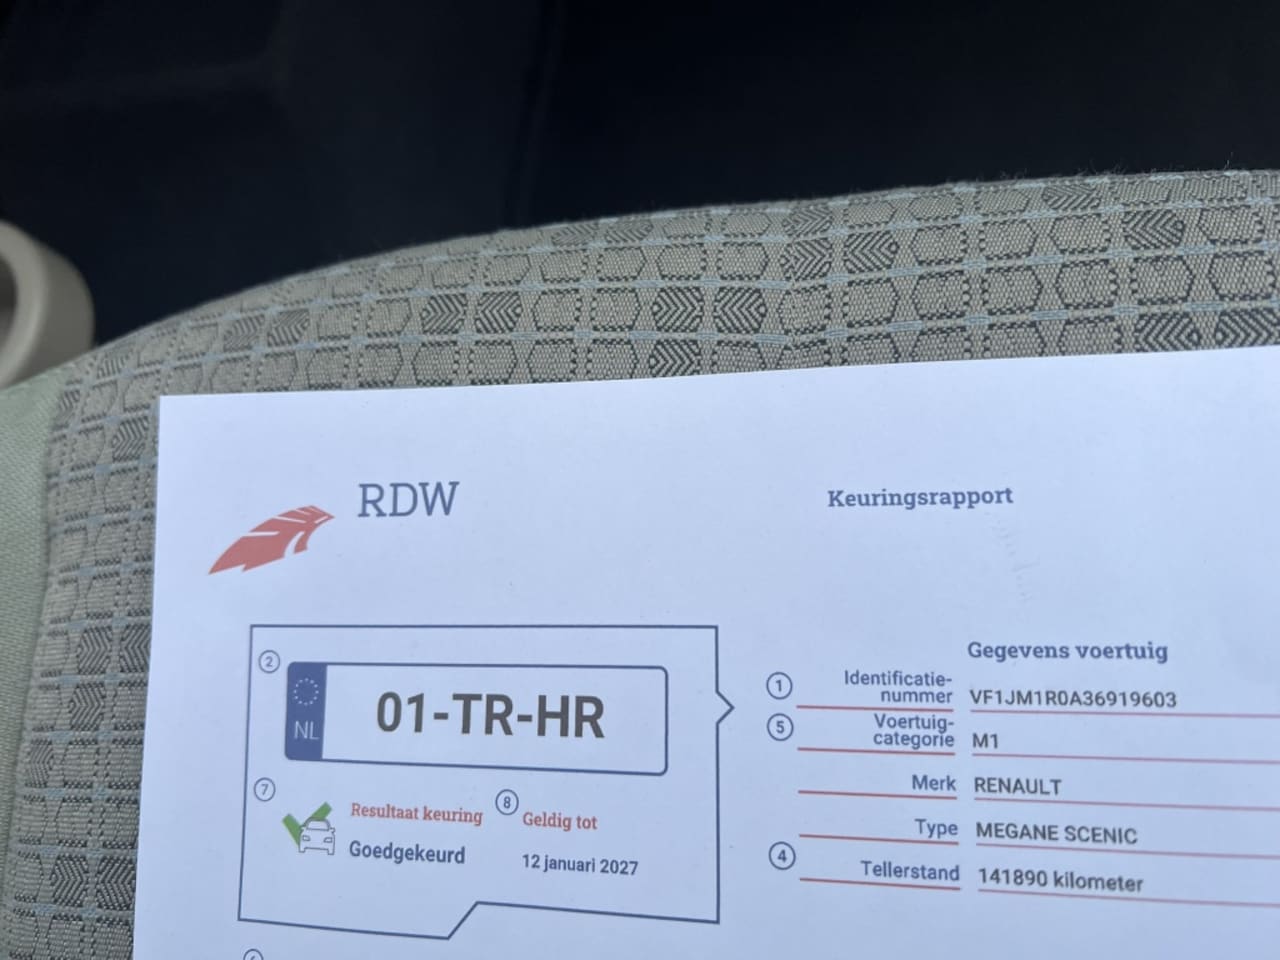 RDW
Keuringsrapport
2
NL
01-TR-HR
7
Resultaat keuring
Goedgekeurd
8
Geldig tot
12 januari 2027
Gegevens voertuig
1
Identificatie-
nummer
VF1JM1R0A36919603
5
Voertuig-
categorie
M1
Merk
RENAULT
Type
MEGANE SCENIC
4
Tellerstand
141890 kilometer